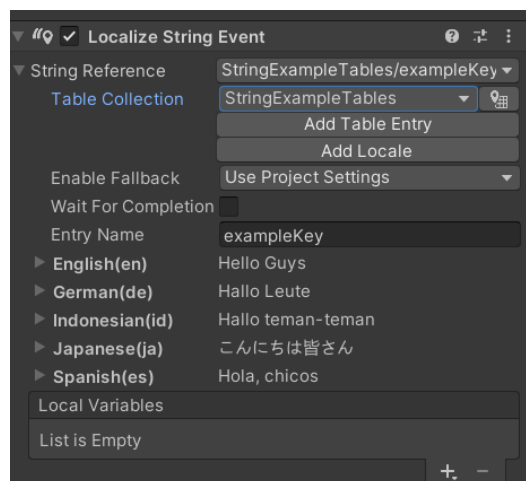 Localize String Event
String Reference StringExampleTables/exampleKey
Table Collection StringExampleTables
Add Table Entry
Add Locale
Enable Fallback Use Project Settings
Wait For Completion
Entry Name exampleKey
English(en) Hello Guys
German(de) Hallo Leute
Indonesian(id) Hallo teman-teman
Japanese(ja) こんにちは皆さん
Spanish(es) Hola, chicos
Local Variables
List is Empty